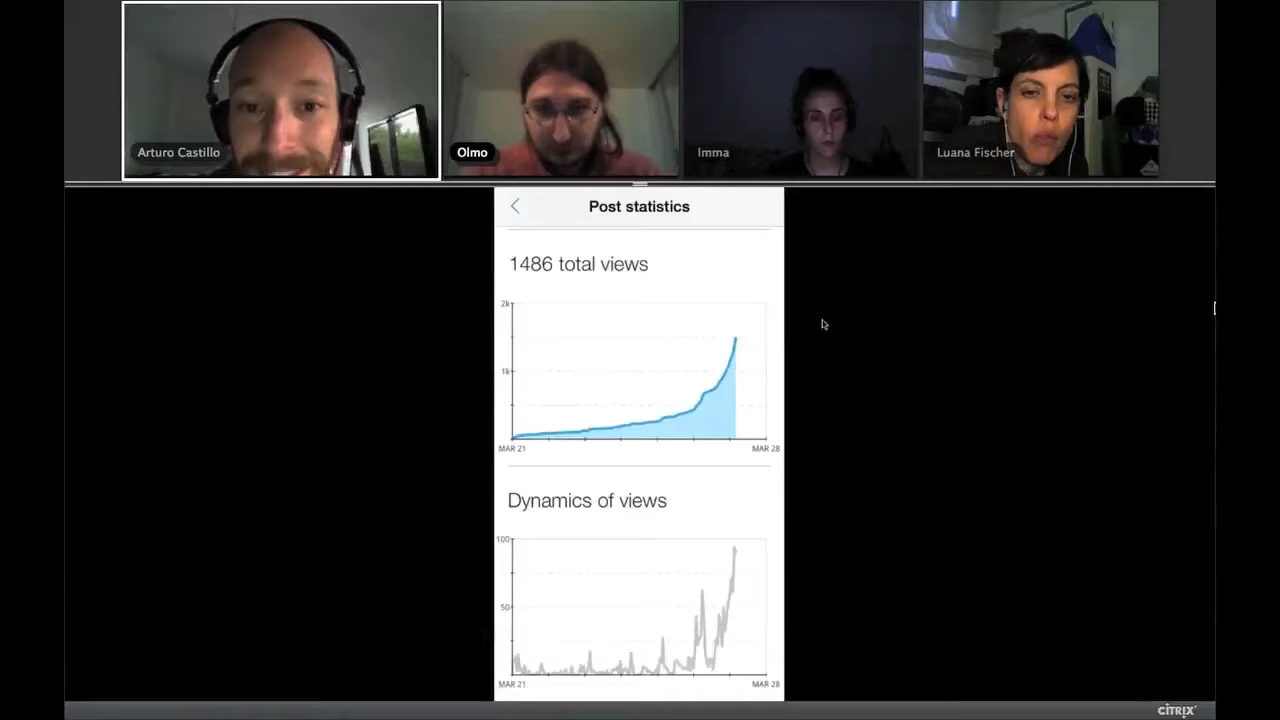 Arturo Castillo
Olmo
Imma
Luana Fischer
Post statistics
1486 total views
2k
1k
MAR 21
MAR 28
Dynamics of views
100
50
MAR 21
MAR 28
CITRIX